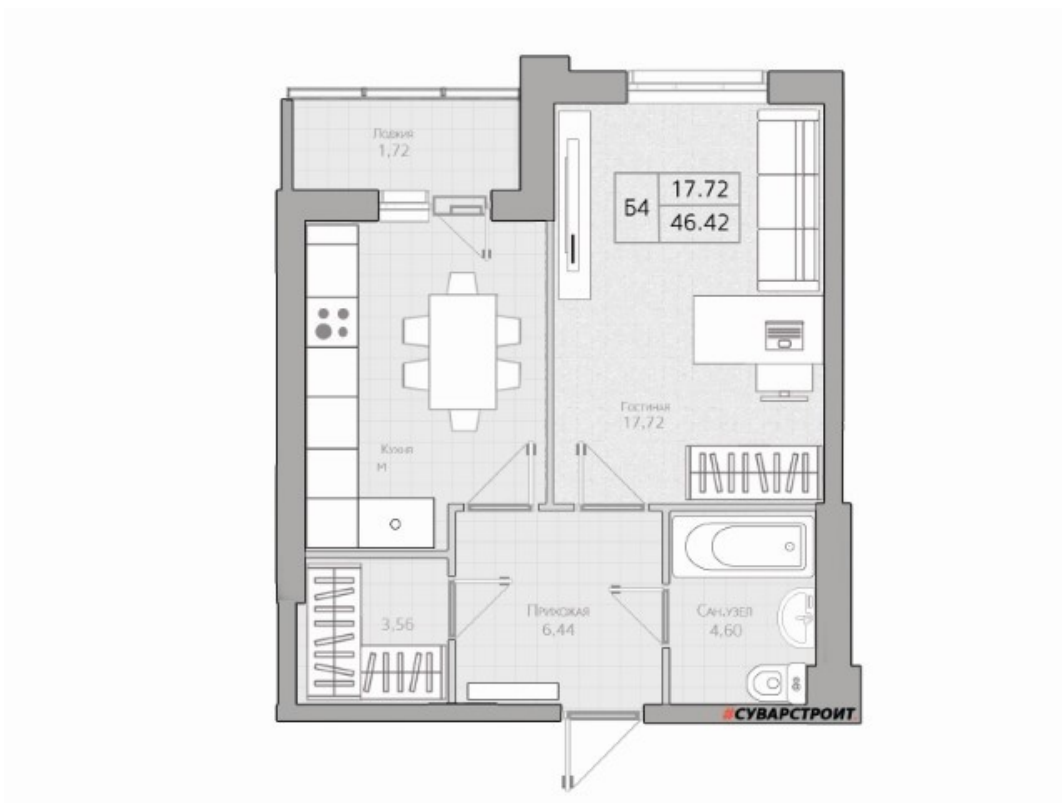 Лоджия
1,72
Б4
17.72
46.42
Гостиная
17,72
Кухня
М
3,56
Прихожая
6,44
Сан.узел
4,60
#СУВАРСТРОИТ